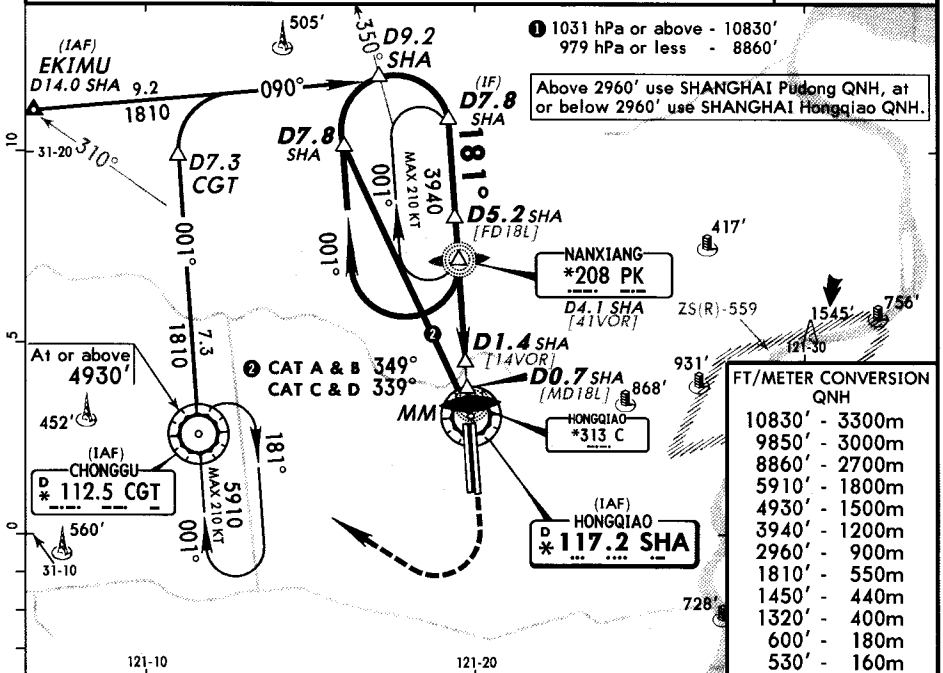 ❶ 1031 hPa or above - 10830'
979 hPa or less - 8860'
Above 2960' use SHANGHAI Pudong QNH, at
or below 2960' use SHANGHAI Hongqiao QNH.
505'
(IAF)
EKIMU
D14.0 SHA
9.2
1810
090°
350°
D9.2
SHA
(IF)
D7.8
SHA
D7.8
SHA
10
31-20
310°
D7.3
CGT
001°
MAX 210 KT
3940
181°
D5.2 SHA
[FD18L]
001°
001°
417'
NANXIANG
*208 PK
D4.1 SHA
[41VOR]
ZS(R)-559
1545'
756'
121-30
5
1810
7.3
At or above
4930'
❷
❷ CAT A & B 349°
CAT C & D 339°
D1.4 SHA
[14VOR]
D0.7 SHA
[MD18L]
931'
868'
MM
HONGQIAO
*313 C
452'
(IAF)
CHONGGU
D
* 112.5 CGT
181°
5910
MAX 210 KT
001°
(IAF)
HONGQIAO
D
* 117.2 SHA
0
560'
31-10
728'
121-10
121-20
FT/METER CONVERSION
QNH
10830' - 3300m
9850' - 3000m
8860' - 2700m
5910' - 1800m
4930' - 1500m
3940' - 1200m
2960' - 900m
1810' - 550m
1450' - 440m
1320' - 400m
600' - 180m
530' - 160m